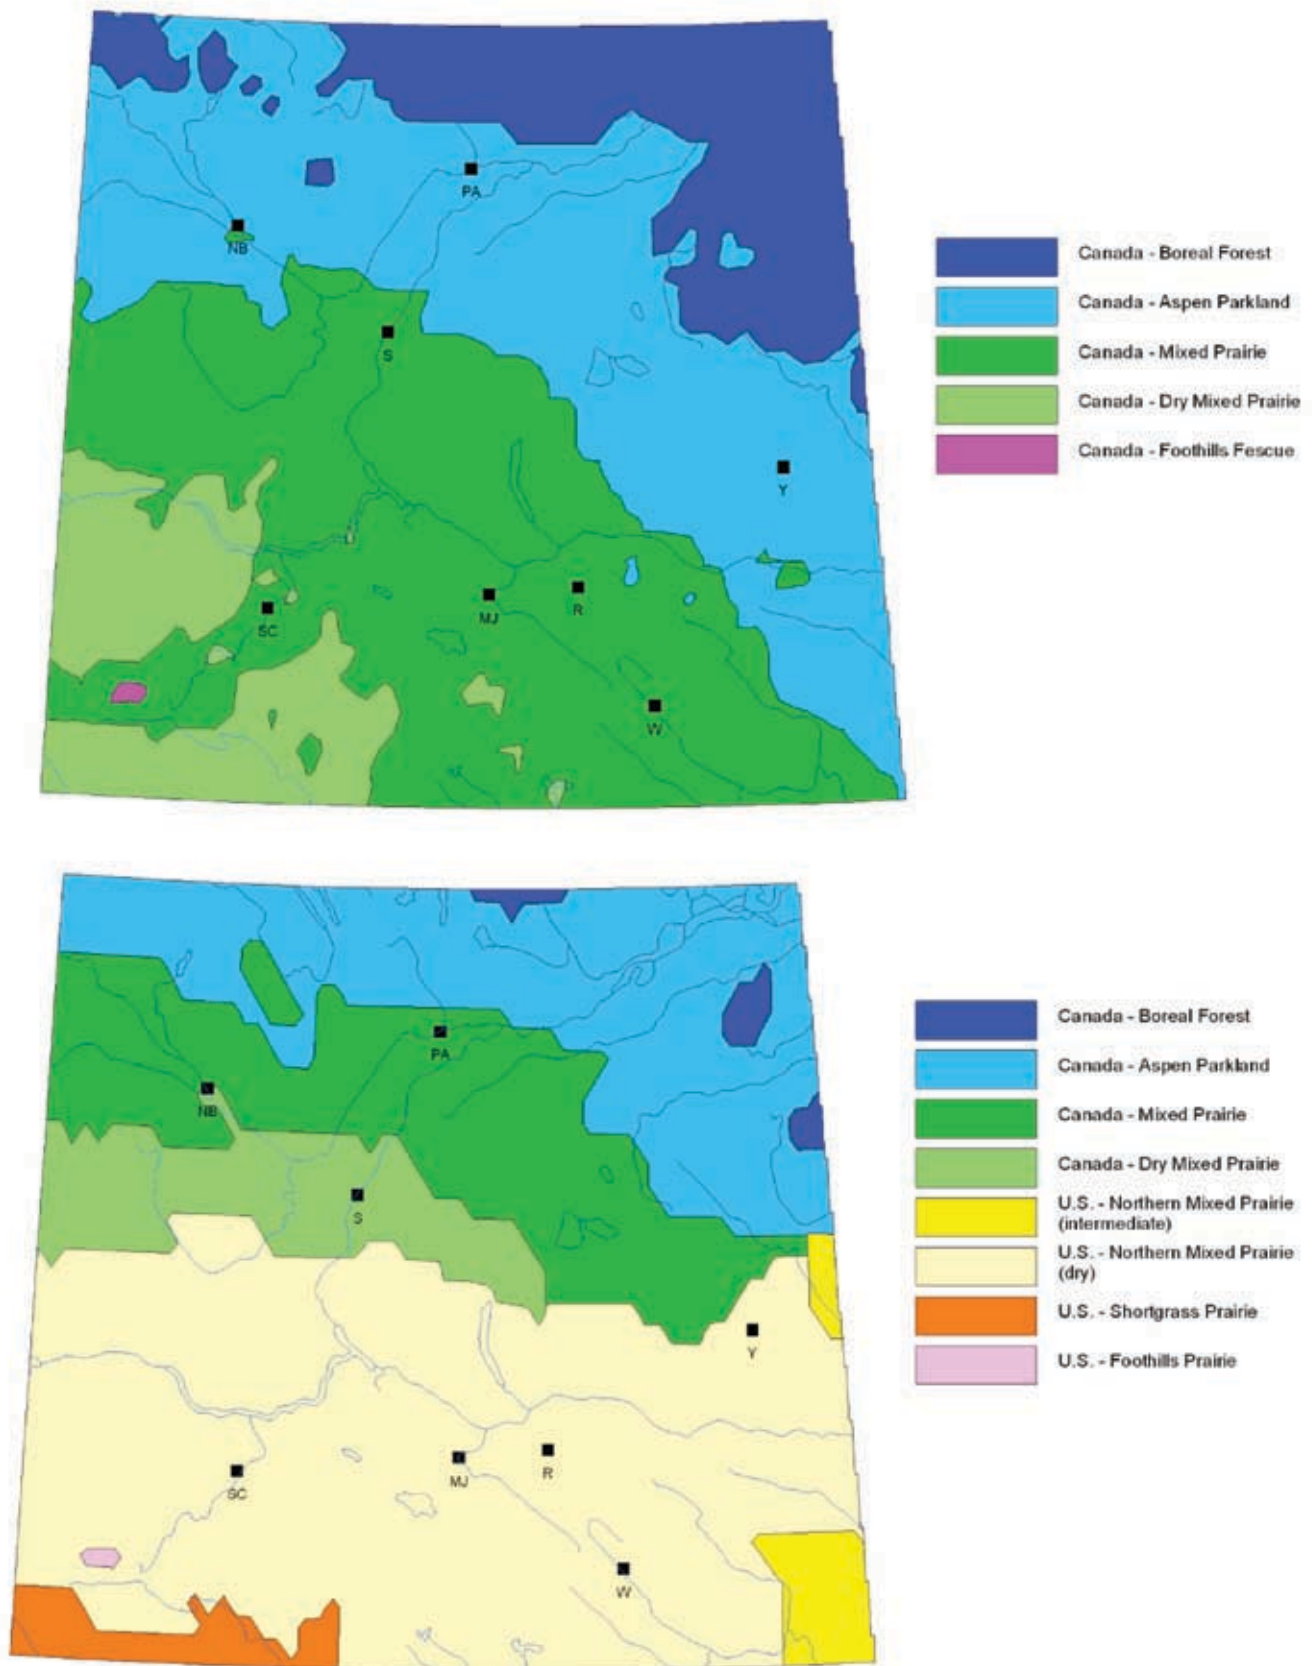 PA
NB
S
Y
MJ
R
SC
W
Canada - Boreal Forest
Canada - Aspen Parkland
Canada - Mixed Prairie
Canada - Dry Mixed Prairie
Canada - Foothills Fescue
PA
NB
S
Y
MJ
R
SC
W
Canada - Boreal Forest
Canada - Aspen Parkland
Canada - Mixed Prairie
Canada - Dry Mixed Prairie
U.S. - Northern Mixed Prairie
(intermediate)
U.S. - Northern Mixed Prairie
(dry)
U.S. - Shortgrass Prairie
U.S. - Foothills Prairie